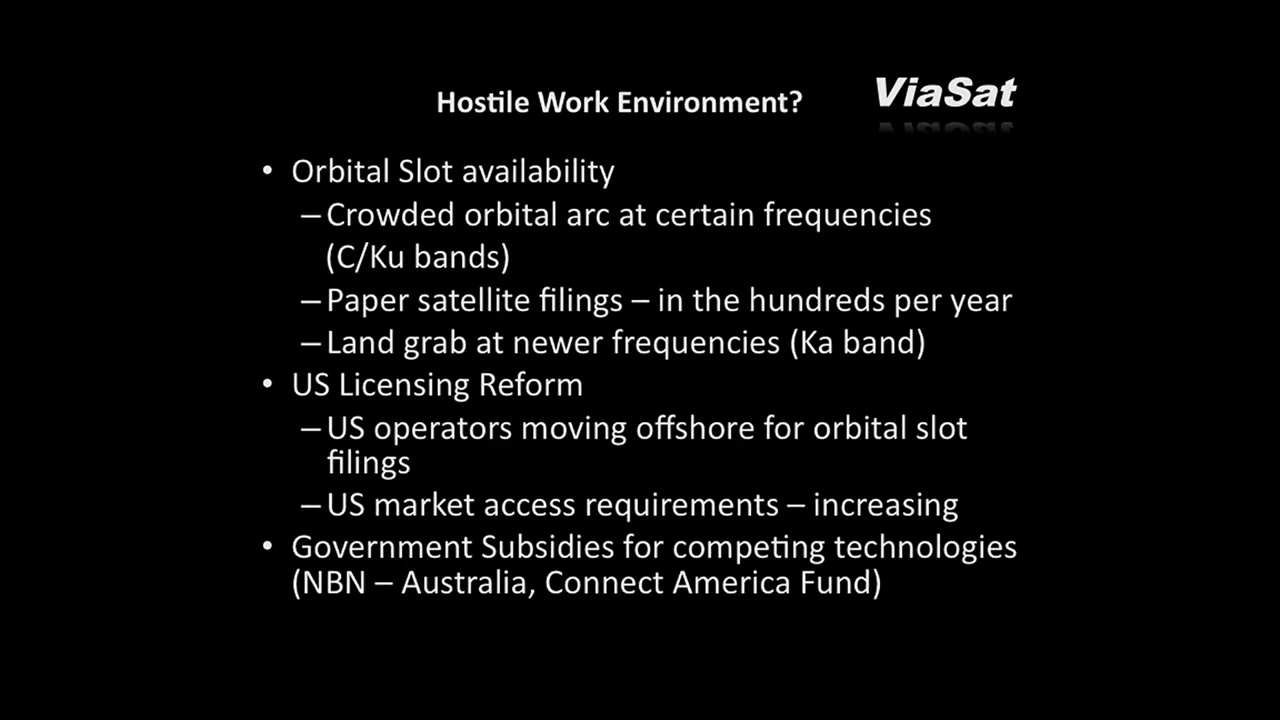 Hostile Work Environment?
ViaSat
• Orbital Slot availability
–Crowded orbital arc at certain frequencies
(C/Ku bands)
–Paper satellite filings – in the hundreds per year
–Land grab at newer frequencies (Ka band)
• US Licensing Reform
–US operators moving offshore for orbital slot
filings
–US market access requirements – increasing
• Government Subsidies for competing technologies
(NBN – Australia, Connect America Fund)